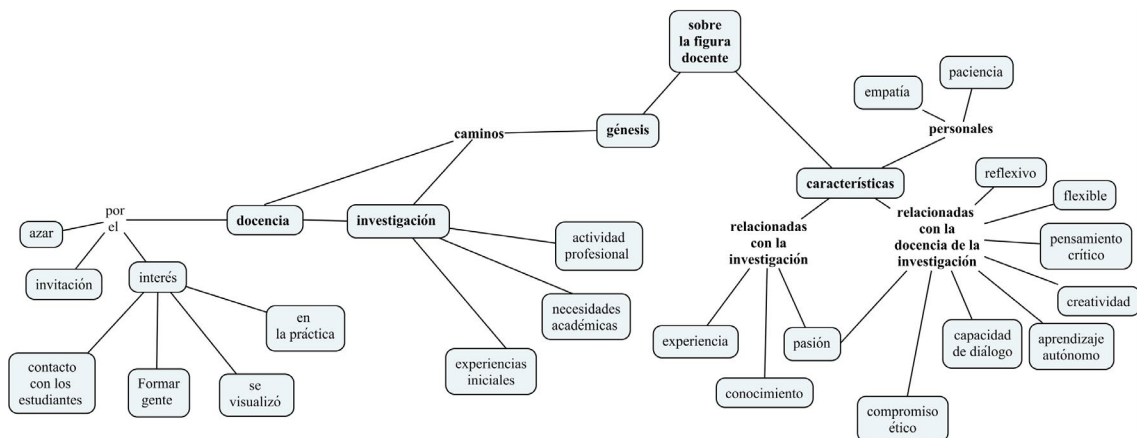 sobre
la figura
docente
génesis
caminos
docencia
investigación
por
el
azar
invitación
interés
contacto
con los
estudiantes
Formar
gente
se
visualizó
en
la práctica
actividad
profesional
necesidades
académicas
experiencias
iniciales
características
personales
empatía
paciencia
relacionadas
con la
investigación
experiencia
conocimiento
pasión
relacionadas
con la
docencia de la
investigación
reflexivo
flexible
pensamiento
crítico
creatividad
aprendizaje
autónomo
capacidad
de diálogo
compromiso
ético